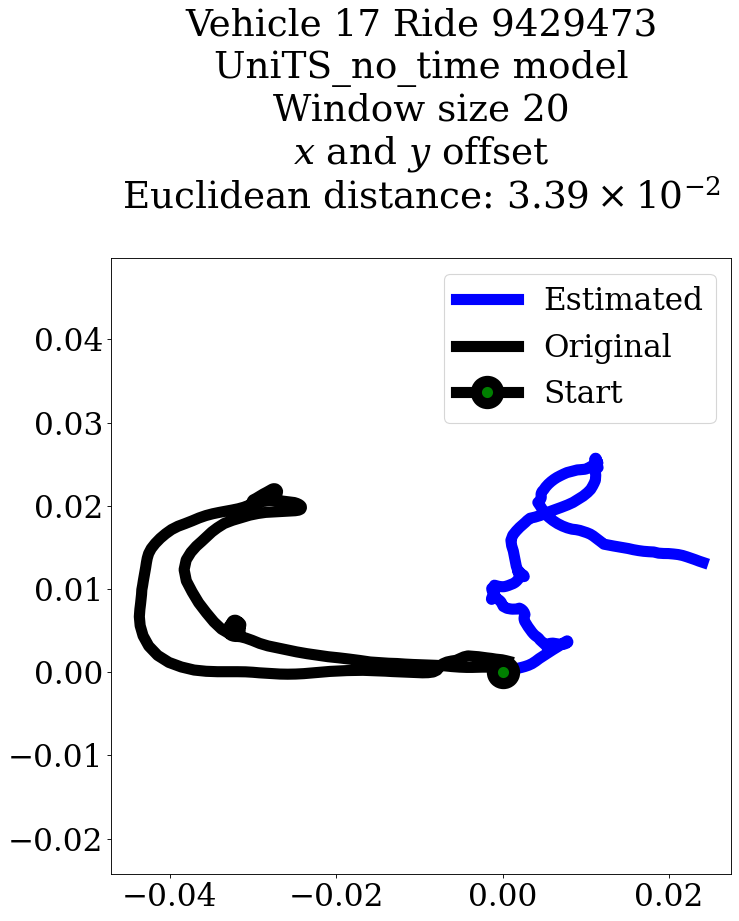 Vehicle 17 Ride 9429473
UniTS_no_time model
Window size 20
x and y offset
Euclidean distance: 3.39 × 10⁻²
Estimated
Original
Start
0.04
0.03
0.02
0.01
0.00
−0.01
−0.02
−0.04
−0.02
0.00
0.02